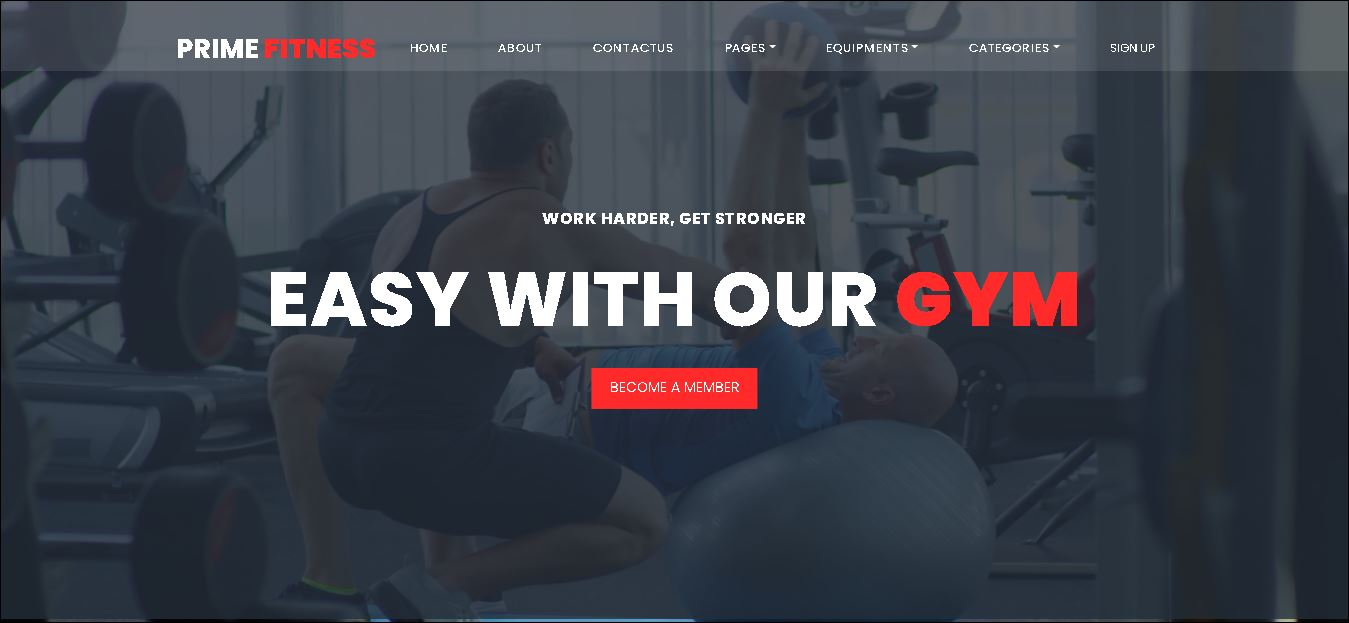 PRIME FITNESS HOME ABOUT CONTACTUS PAGES EQUIPMENTS CATEGORIES SIGN UP
WORK HARDER, GET STRONGER
EASY WITH OUR GYM
BECOME A MEMBER